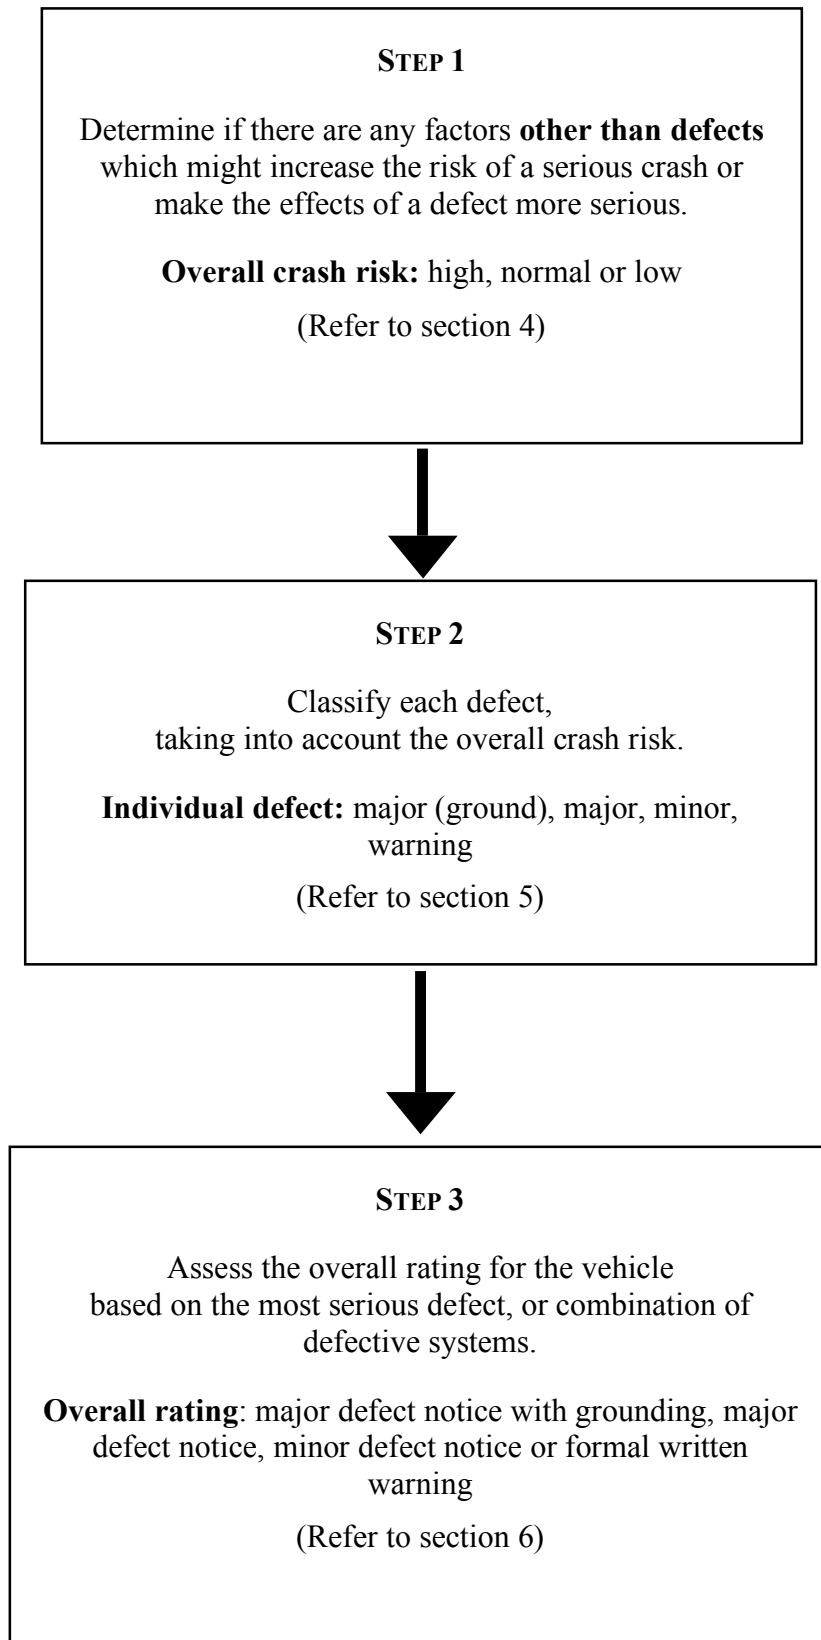 STEP 1
Determine if there are any factors other than defects
which might increase the risk of a serious crash or
make the effects of a defect more serious.
Overall crash risk: high, normal or low
(Refer to section 4)
STEP 2
Classify each defect,
taking into account the overall crash risk.
Individual defect: major (ground), major, minor,
warning
(Refer to section 5)
STEP 3
Assess the overall rating for the vehicle
based on the most serious defect, or combination of
defective systems.
Overall rating: major defect notice with grounding, major
defect notice, minor defect notice or formal written
warning
(Refer to section 6)